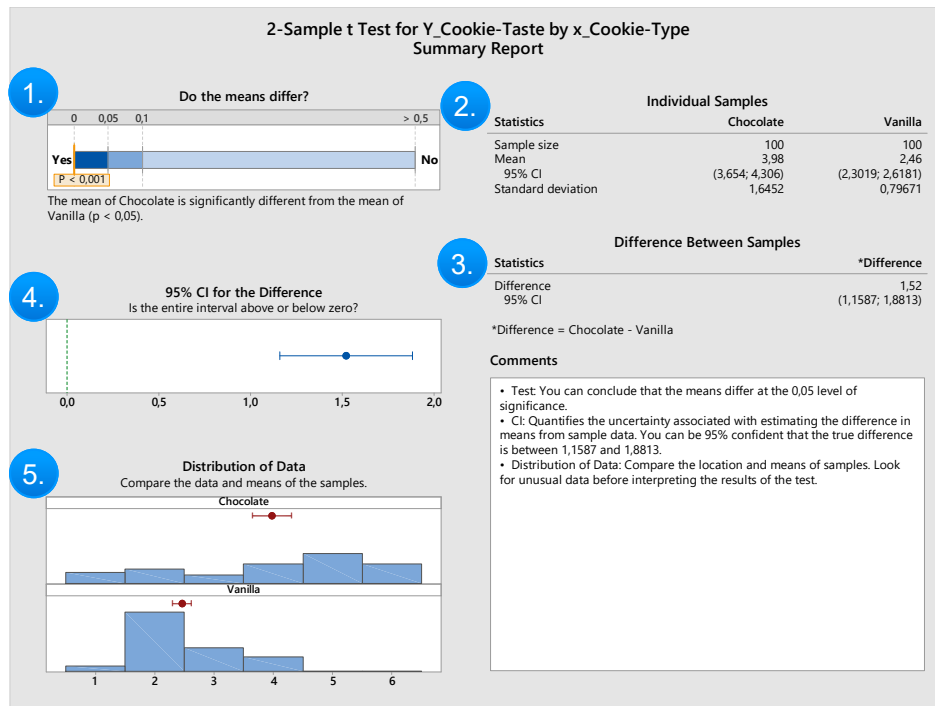 2-Sample t Test for Y_Cookie-Taste by x_Cookie-Type
Summary Report
1.
Do the means differ?
0 0,05 0,1 > 0,5
Yes No
P < 0,001
The mean of Chocolate is significantly different from the mean of
Vanilla (p < 0,05).
2.
Individual Samples
Statistics Chocolate Vanilla
Sample size 100 100
Mean 3,98 2,46
95% CI (3,654; 4,306) (2,3019; 2,6181)
Standard deviation 1,6452 0,79671
3.
Difference Between Samples
Statistics *Difference
Difference 1,52
95% CI (1,1587; 1,8813)
*Difference = Chocolate - Vanilla
4.
95% CI for the Difference
Is the entire interval above or below zero?
0,0 0,5 1,0 1,5 2,0
Comments
• Test: You can conclude that the means differ at the 0,05 level of
significance.
• CI: Quantifies the uncertainty associated with estimating the difference in
means from sample data. You can be 95% confident that the true difference
is between 1,1587 and 1,8813.
• Distribution of Data: Compare the location and means of samples. Look
for unusual data before interpreting the results of the test.
5.
Distribution of Data
Compare the data and means of the samples.
Chocolate
Vanilla
1 2 3 4 5 6